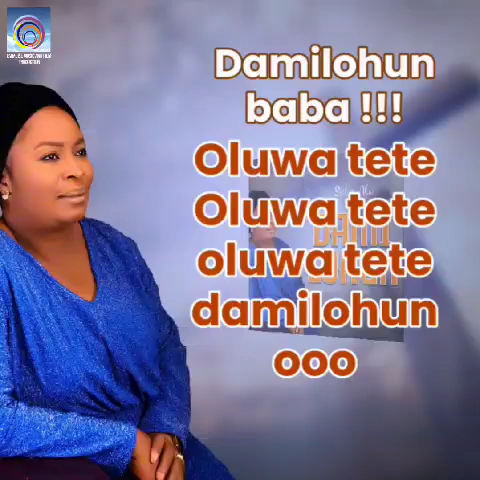 Damilohun
baba !!!
Oluwa tete
Oluwa tete
oluwa tete
damilohun
ooo